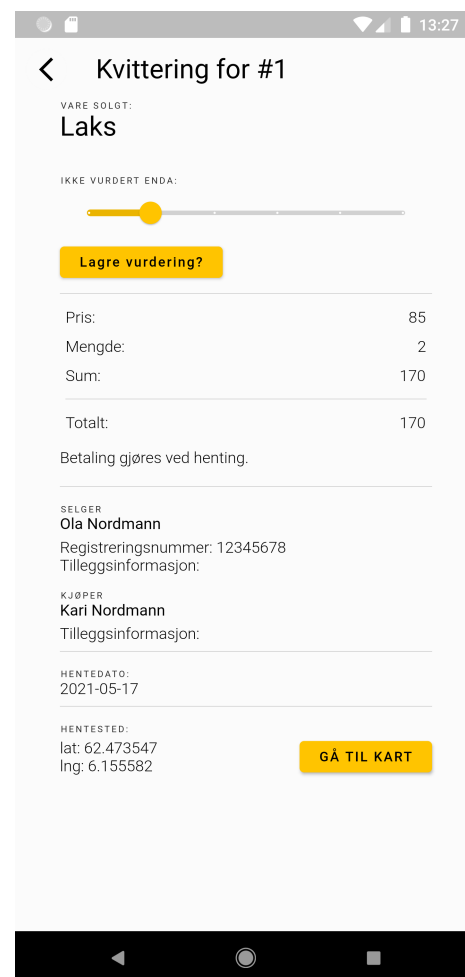 13:27
Kvittering for #1
VARE SOLGT:
Laks
IKKE VURDERT ENDA:
Lagre vurdering?
Pris: 85
Mengde: 2
Sum: 170
Totalt: 170
Betaling gjøres ved henting.
SELGER
Ola Nordmann
Registreringsnummer: 12345678
Tilleggsinformasjon:
KJØPER
Kari Nordmann
Tilleggsinformasjon:
HENTEDATO:
2021-05-17
HENTESTED:
lat: 62.473547
lng: 6.155582
GÅ TIL KART